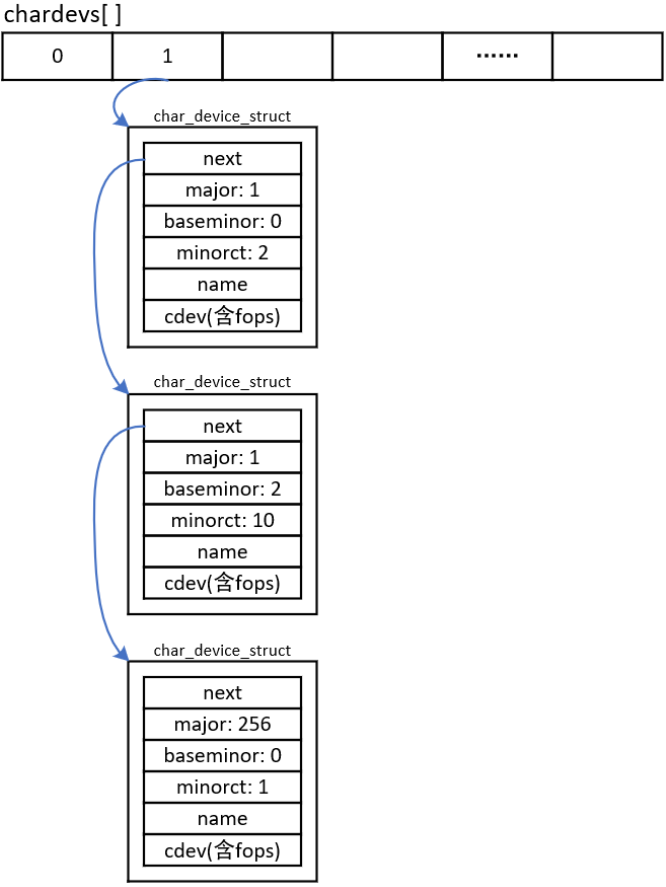 chardevs[ ]
0 1 ······
char_device_struct
next
major: 1
baseminor: 0
minorct: 2
name
cdev(含fops)
char_device_struct
next
major: 1
baseminor: 2
minorct: 10
name
cdev(含fops)
char_device_struct
next
major: 256
baseminor: 0
minorct: 1
name
cdev(含fops)